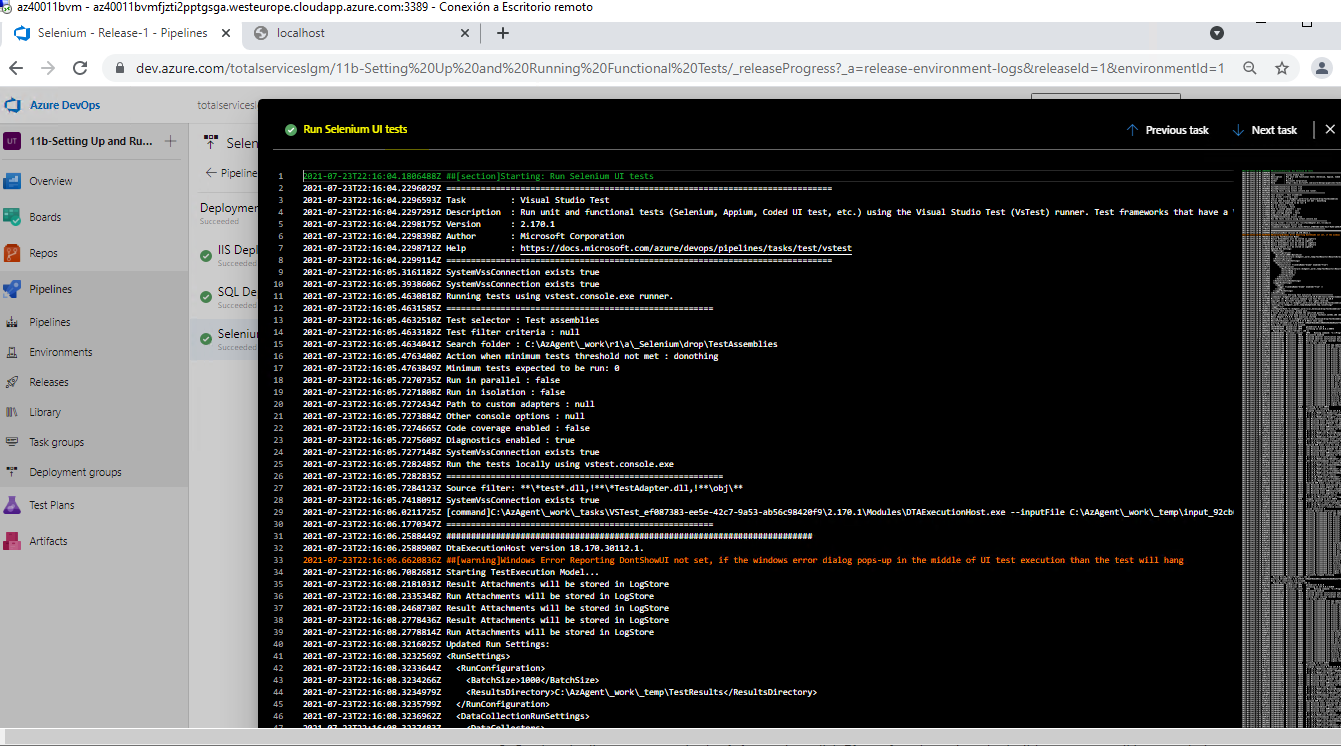 az40011bvm - az40011bvmfjzti2pptgsga.westeurope.cloudapp.azure.com:3389 - Conexión a Escritorio remoto
Selenium - Release-1 - Pipelines
localhost
dev.azure.com/totalserviceslgm/11b-Setting%20Up%20and%20Running%20Functional%20Tests/_releaseProgress?_a=release-environment-logs&releaseId=1&environmentId=1
Azure DevOps
totalservicesl
UT
11b-Setting Up and Ru...
Overview
Boards
Repos
Pipelines
Pipelines
Environments
Releases
Library
Task groups
Deployment groups
Test Plans
Artifacts
Selen
Pipeline
Deploymen
Succeeded
IIS Depl
Succeeded
SQL De
Succeeded
Seleniu
Succeeded
Run Selenium UI tests
Previous task
Next task
1 2021-07-23T22:16:04.1806488Z ##[section]Starting: Run Selenium UI tests
2 2021-07-23T22:16:04.2296029Z ==============================================================================
3 2021-07-23T22:16:04.2296593Z Task : Visual Studio Test
4 2021-07-23T22:16:04.2297291Z Description : Run unit and functional tests (Selenium, Appium, Coded UI test, etc.) using the Visual Studio Test (VsTest) runner. Test frameworks that have a
5 2021-07-23T22:16:04.2298175Z Version : 2.170.1
6 2021-07-23T22:16:04.2298398Z Author : Microsoft Corporation
7 2021-07-23T22:16:04.2298712Z Help : https://docs.microsoft.com/azure/devops/pipelines/tasks/test/vstest
8 2021-07-23T22:16:04.2299114Z ==============================================================================
9 2021-07-23T22:16:05.3161182Z SystemVssConnection exists true
10 2021-07-23T22:16:05.3938606Z SystemVssConnection exists true
11 2021-07-23T22:16:05.4630818Z Running tests using vstest.console.exe runner.
12 2021-07-23T22:16:05.4631585Z ======================================================
13 2021-07-23T22:16:05.4632510Z Test selector : Test assemblies
14 2021-07-23T22:16:05.4633182Z Test filter criteria : null
15 2021-07-23T22:16:05.4634041Z Search folder : C:\AzAgent\_work\r1\a\_Selenium\drop\TestAssemblies
16 2021-07-23T22:16:05.4763400Z Action when minimum tests threshold not met : donothing
17 2021-07-23T22:16:05.4763849Z Minimum tests expected to be run: 0
18 2021-07-23T22:16:05.7270735Z Run in parallel : false
19 2021-07-23T22:16:05.7271808Z Run in isolation : false
20 2021-07-23T22:16:05.7272434Z Path to custom adapters : null
21 2021-07-23T22:16:05.7273884Z Other console options : null
22 2021-07-23T22:16:05.7274665Z Code coverage enabled : false
23 2021-07-23T22:16:05.7275609Z Diagnostics enabled : true
24 2021-07-23T22:16:05.7277148Z SystemVssConnection exists true
25 2021-07-23T22:16:05.7282485Z Run the tests locally using vstest.console.exe
26 2021-07-23T22:16:05.7282835Z ========================================================
27 2021-07-23T22:16:05.7284123Z Source filter: **\*test*.dll,!**\*TestAdapter.dll,!**\obj\**
28 2021-07-23T22:16:05.7418091Z SystemVssConnection exists true
29 2021-07-23T22:16:06.0211725Z [command]C:\AzAgent\_work\_tasks\VSTest_ef087383-ee5e-42c7-9a53-ab56c98420f9\2.170.1\Modules\DTAExecutionHost.exe --inputFile C:\AzAgent\_work\_temp\input_92cb
30 2021-07-23T22:16:06.1770347Z ======================================================
31 2021-07-23T22:16:06.2588449Z ##########################################################################
32 2021-07-23T22:16:06.2588900Z DtaExecutionHost version 18.170.30112.1.
33 2021-07-23T22:16:06.6620836Z ##[warning]Windows Error Reporting DontShowUI not set, if the windows error dialog pops-up in the middle of UI test execution than the test will hang
34 2021-07-23T22:16:06.7082681Z Starting TestExecution Model...
35 2021-07-23T22:16:08.2181031Z Result Attachments will be stored in LogStore
36 2021-07-23T22:16:08.2335348Z Run Attachments will be stored in LogStore
37 2021-07-23T22:16:08.2468730Z Result Attachments will be stored in LogStore
38 2021-07-23T22:16:08.2778436Z Result Attachments will be stored in LogStore
39 2021-07-23T22:16:08.2778814Z Run Attachments will be stored in LogStore
40 2021-07-23T22:16:08.3216025Z Updated Run Settings:
41 2021-07-23T22:16:08.3232569Z <RunSettings>
42 2021-07-23T22:16:08.3233644Z <RunConfiguration>
43 2021-07-23T22:16:08.3234266Z <BatchSize>1000</BatchSize>
44 2021-07-23T22:16:08.3234979Z <ResultsDirectory>C:\AzAgent\_work\_temp\TestResults</ResultsDirectory>
45 2021-07-23T22:16:08.3235799Z </RunConfiguration>
46 2021-07-23T22:16:08.3236962Z <DataCollectionRunSettings>